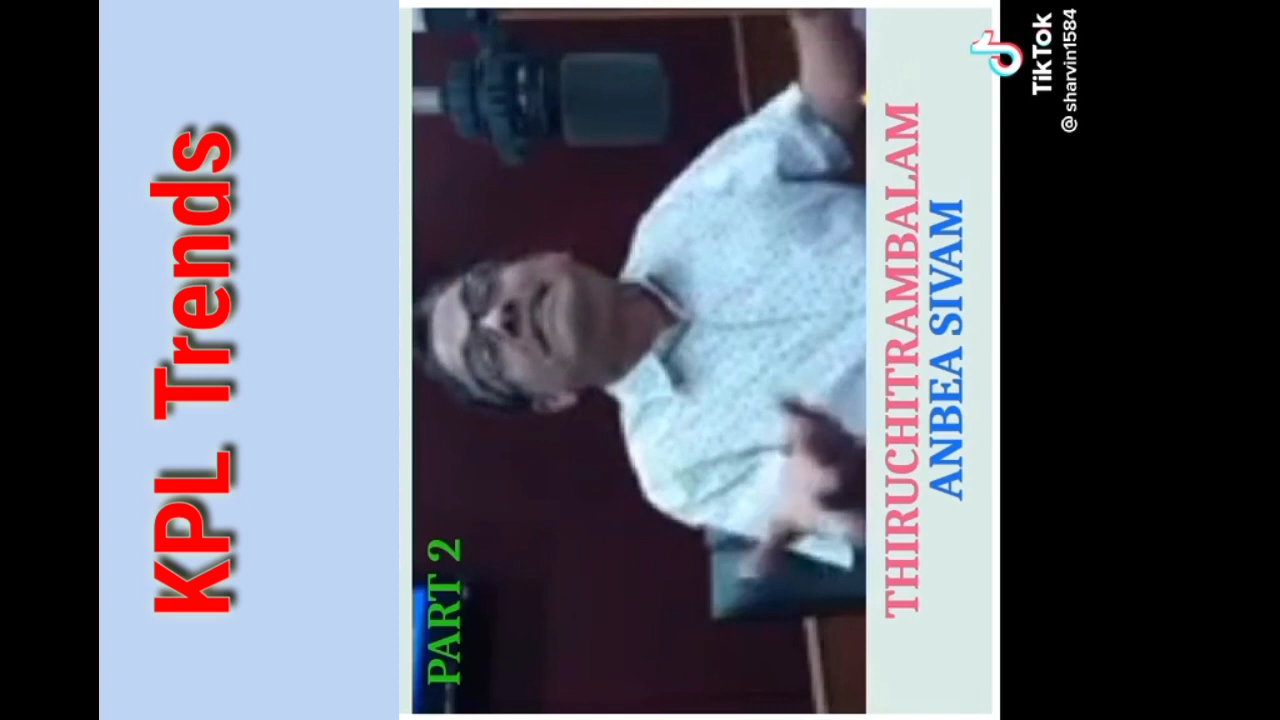 KPL Trends
PART 2
THIRUCHITRAMBALAM
ANBEA SIVAM
TikTok
@sharvin1584